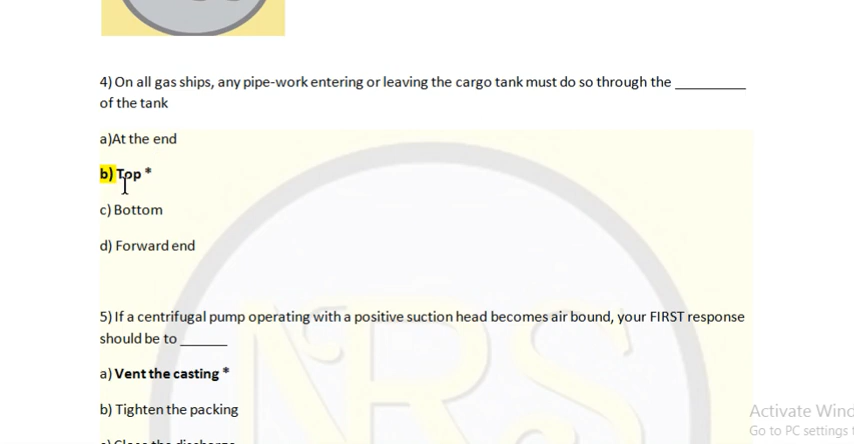 4) On all gas ships, any pipe-work entering or leaving the cargo tank must do so through the __________
of the tank
a)At the end
b) Top *
c) Bottom
d) Forward end
5) If a centrifugal pump operating with a positive suction head becomes air bound, your FIRST response
should be to _______
a) Vent the casting *
b) Tighten the packing
NRS
Activate Wind
Go to PC settings t